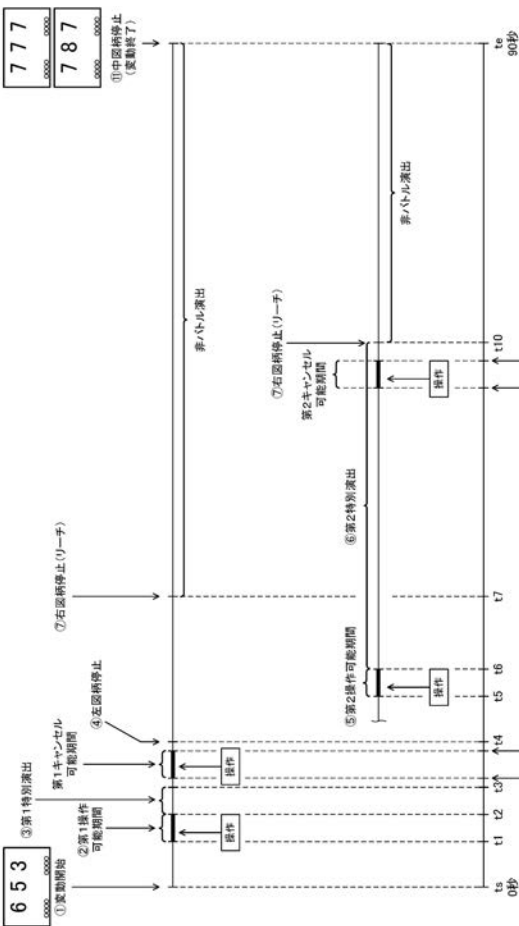 6 5 3
0000
0000
①変動開始
②第1操作
可能期間
③第1特別演出
第1キャンセル
可能期間
④左図柄停止
操作
操作
⑦右図柄停止(リーチ)
非バトル演出
7 7 7
0000
0000
7 8 7
0000
0000
⑪中図柄停止
(変動終了)
⑤第2操作可能期間
操作
⑥第2特別演出
⑦右図柄停止(リーチ)
第2キャンセル
可能期間
操作
非バトル演出
ts
0秒
t1
t2
t3
t4
t5
t6
t7
t10
te
90秒